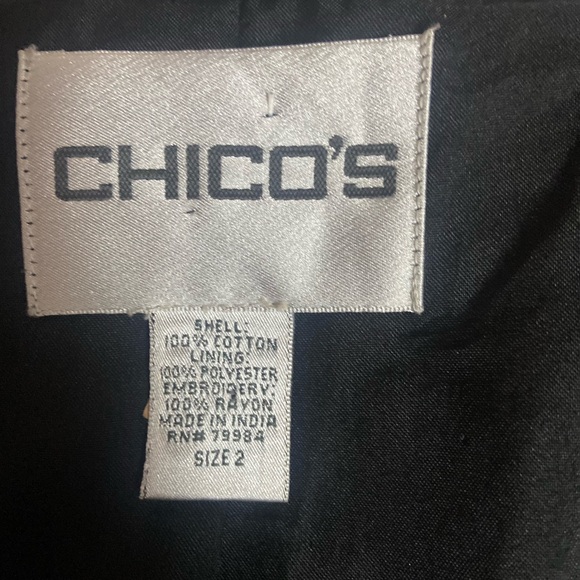 CHICO'S
SHELL:
100% COTTON
LINING:
100% POLYESTER
EMBROIDERY:
100% RAYON
MADE IN INDIA
RN# 79984
SIZE 2